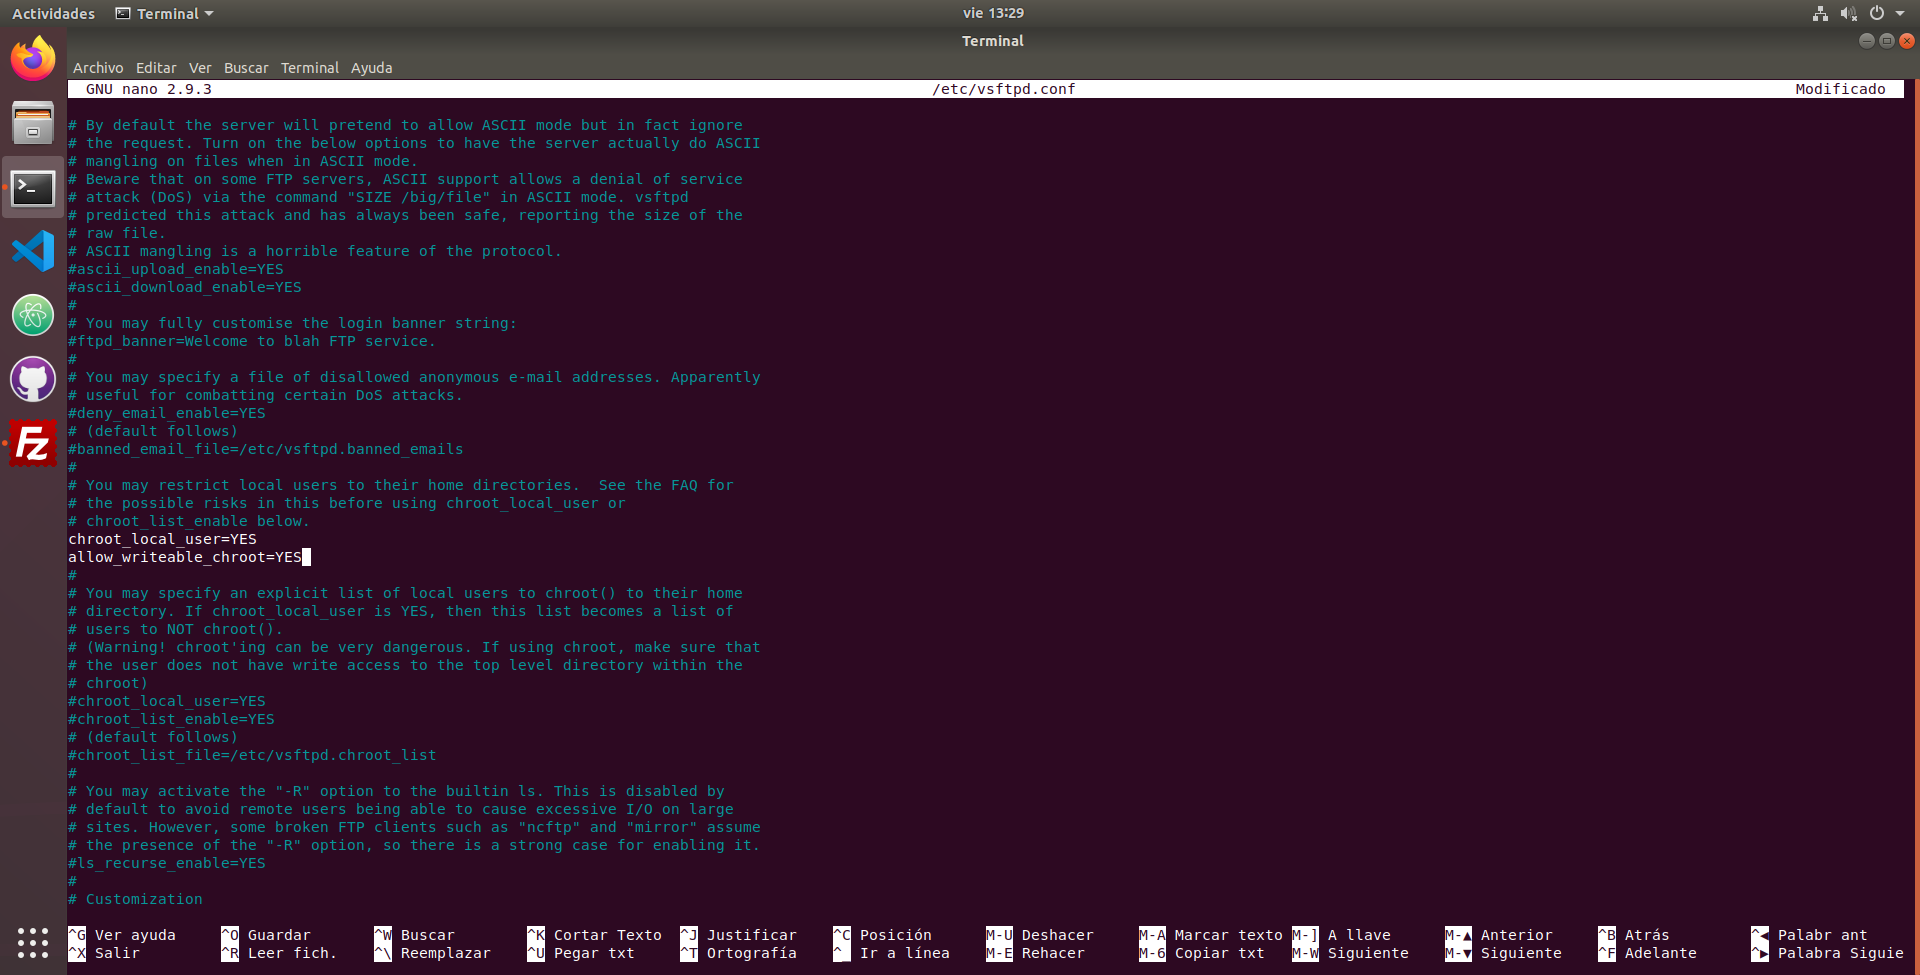 Actividades Terminal vie 13:29
Terminal
Archivo Editar Ver Buscar Terminal Ayuda
GNU nano 2.9.3 /etc/vsftpd.conf Modificado
# By default the server will pretend to allow ASCII mode but in fact ignore
# the request. Turn on the below options to have the server actually do ASCII
# mangling on files when in ASCII mode.
# Beware that on some FTP servers, ASCII support allows a denial of service
# attack (DoS) via the command "SIZE /big/file" in ASCII mode. vsftpd
# predicted this attack and has always been safe, reporting the size of the
# raw file.
# ASCII mangling is a horrible feature of the protocol.
#ascii_upload_enable=YES
#ascii_download_enable=YES
#
# You may fully customise the login banner string:
#ftpd_banner=Welcome to blah FTP service.
#
# You may specify a file of disallowed anonymous e-mail addresses. Apparently
# useful for combatting certain DoS attacks.
#deny_email_enable=YES
# (default follows)
#banned_email_file=/etc/vsftpd.banned_emails
#
# You may restrict local users to their home directories.  See the FAQ for
# the possible risks in this before using chroot_local_user or
# chroot_list_enable below.
chroot_local_user=YES
allow_writeable_chroot=YES
#
# You may specify an explicit list of local users to chroot() to their home
# directory. If chroot_local_user is YES, then this list becomes a list of
# users to NOT chroot().
# (Warning! chroot'ing can be very dangerous. If using chroot, make sure that
# the user does not have write access to the top level directory within the
# chroot)
#chroot_local_user=YES
#chroot_list_enable=YES
# (default follows)
#chroot_list_file=/etc/vsftpd.chroot_list
#
# You may activate the "-R" option to the builtin ls. This is disabled by
# default to avoid remote users being able to cause excessive I/O on large
# sites. However, some broken FTP clients such as "ncftp" and "mirror" assume
# the presence of the "-R" option, so there is a strong case for enabling it.
#ls_recurse_enable=YES
#
# Customization
^G Ver ayuda ^O Guardar ^W Buscar ^K Cortar Texto ^J Justificar ^C Posición M-U Deshacer M-A Marcar texto M-] A llave M-▲ Anterior ^B Atrás ^◀ Palabr ant
^X Salir ^R Leer fich. ^\ Reemplazar ^U Pegar txt ^T Ortografía ^_ Ir a línea M-E Rehacer M-6 Copiar txt M-W Siguiente M-▼ Siguiente ^F Adelante ^▶ Palabra Siguie
Fz